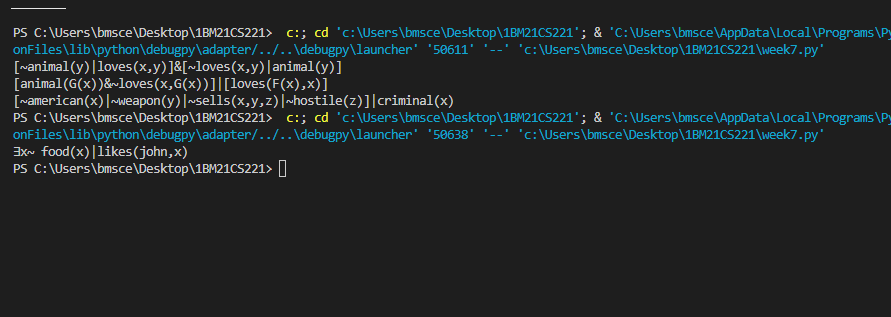 PS C:\Users\bmsce\Desktop\1BM21CS221>  c:; cd 'c:\Users\bmsce\Desktop\1BM21CS221'; & 'C:\Users\bmsce\AppData\Local\Programs\Py
onFiles\lib\python\debugpy\adapter/../..\debugpy\launcher' '50611' '--' 'c:\Users\bmsce\Desktop\1BM21CS221\week7.py'
[~animal(y)|loves(x,y)]&[~loves(x,y)|animal(y)]
[animal(G(x))&~loves(x,G(x))]|[loves(F(x),x)]
[~american(x)|~weapon(y)|~sells(x,y,z)|~hostile(z)]|criminal(x)
PS C:\Users\bmsce\Desktop\1BM21CS221>  c:; cd 'c:\Users\bmsce\Desktop\1BM21CS221'; & 'C:\Users\bmsce\AppData\Local\Programs\Py
onFiles\lib\python\debugpy\adapter/../..\debugpy\launcher' '50638' '--' 'c:\Users\bmsce\Desktop\1BM21CS221\week7.py'
∃x~ food(x)|likes(john,x)
PS C:\Users\bmsce\Desktop\1BM21CS221>